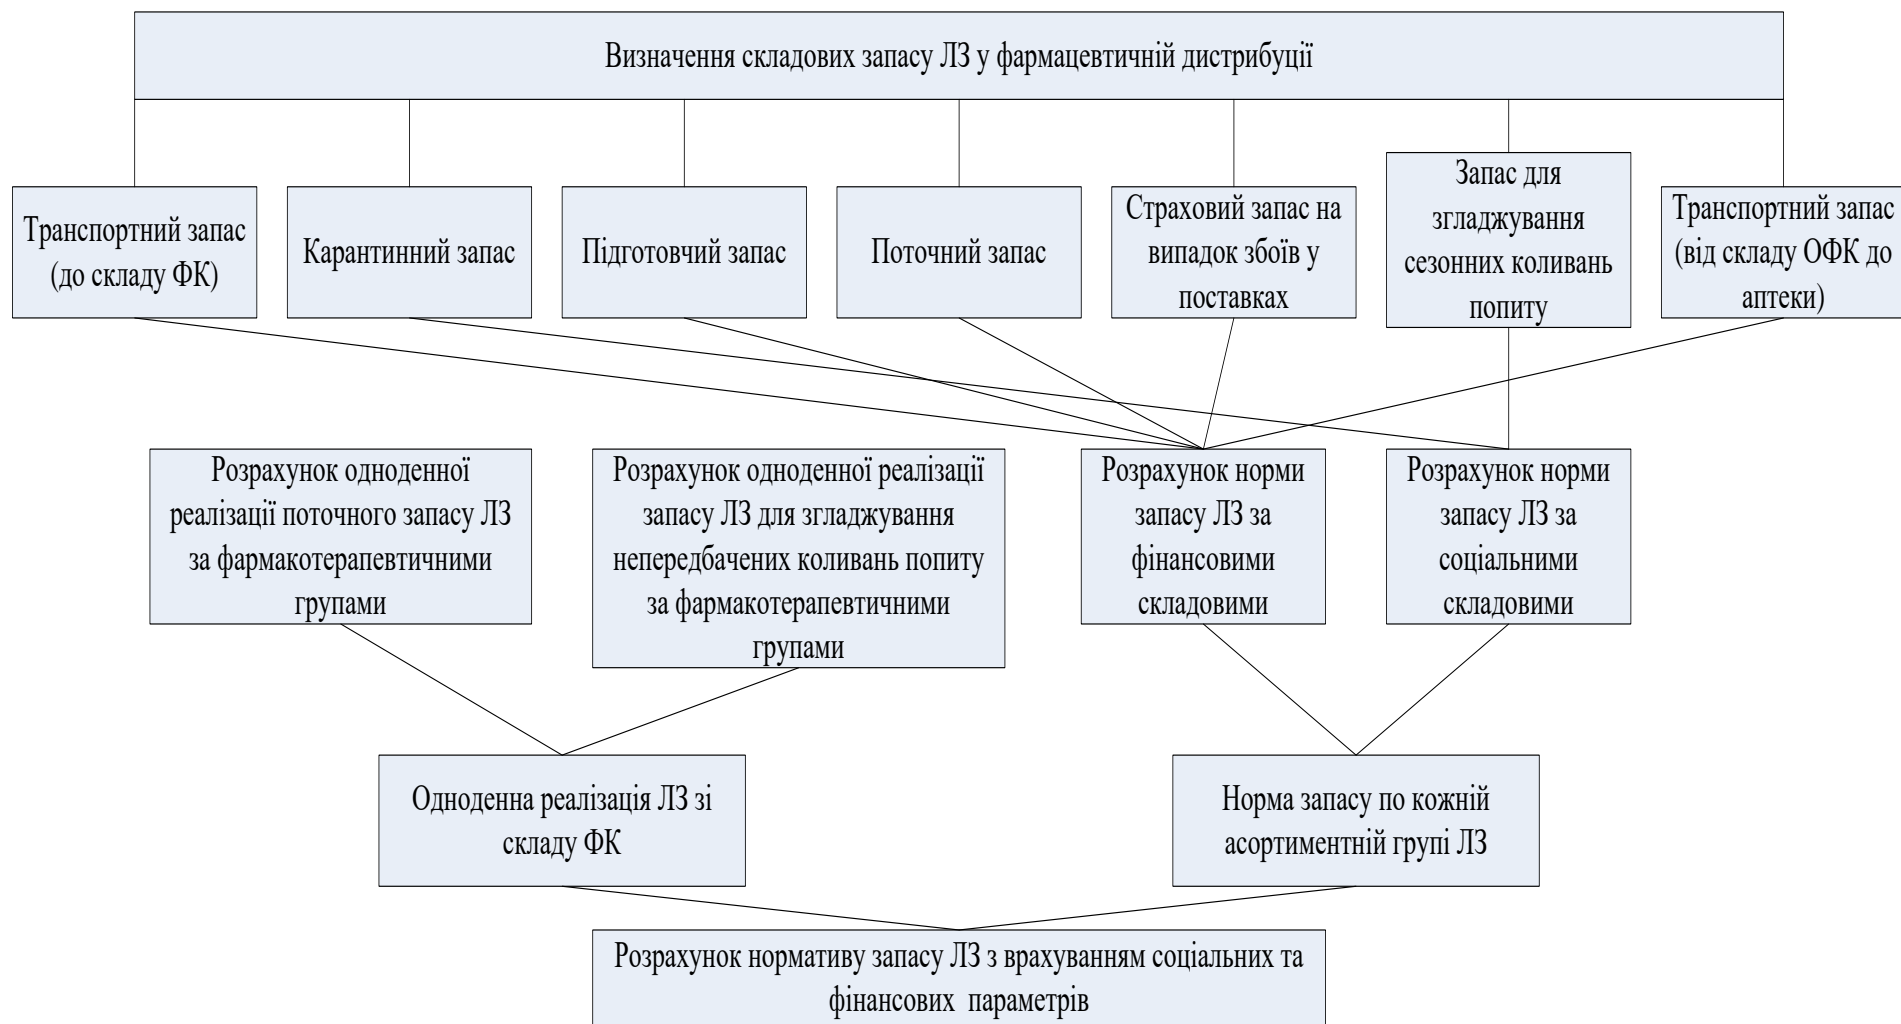 Визначення складових запасу ЛЗ у фармацевтичній дистрибуції
Транспортний запас
(до складу ФК)
Карантинний запас
Підготовчий запас
Поточний запас
Страховий запас на
випадок збоїв у
поставках
Запас для
згладжування
сезонних коливань
попиту
Транспортний запас
(від складу ОФК до
аптеки)
Розрахунок одноденної
реалізації поточного запасу ЛЗ
за фармакотерапевтичними
групами
Розрахунок одноденної реалізації
запасу ЛЗ для згладжування
непередбачених коливань попиту
за фармакотерапевтичними
групами
Розрахунок норми
запасу ЛЗ за
фінансовими
складовими
Розрахунок норми
запасу ЛЗ за
соціальними
складовими
Одноденна реалізація ЛЗ зі
складу ФК
Норма запасу по кожній
асортиментній групі ЛЗ
Розрахунок нормативу запасу ЛЗ з врахуванням соціальних та
фінансових параметрів